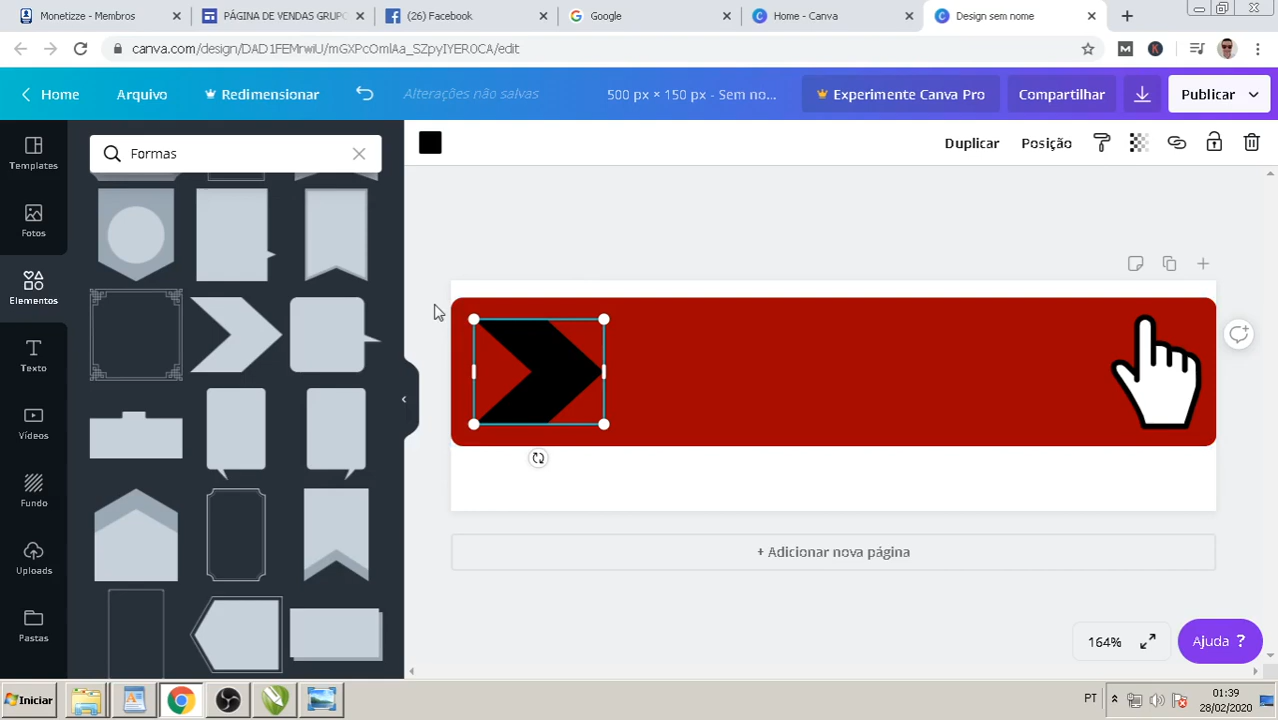 Monetizze - Membros
PÁGINA DE VENDAS GRUPO
(26) Facebook
Google
Home - Canva
Design sem nome
canva.com/design/DAD1FEMrwiU/mGXPcOmlAa_SZpyIYER0CA/edit
Home
Arquivo
Redimensionar
Alterações não salvas
500 px × 150 px - Sem no...
Experimente Canva Pro
Compartilhar
Publicar
Templates
Formas
Duplicar
Posição
Fotos
Elementos
Texto
Vídeos
Fundo
+ Adicionar nova página
Uploads
Pastas
164%
Ajuda ?
Iniciar
PT
01:39
28/02/2020